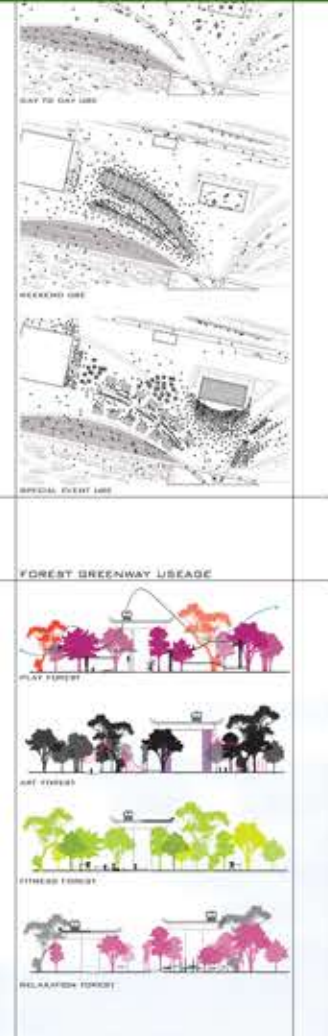 DAY TO DAY USE
WEEKEND USE
SPECIAL EVENT USE
FOREST GREENWAY USEAGE
PLAY FOREST
ART FOREST
FITNESS FOREST
RELAXATION FOREST